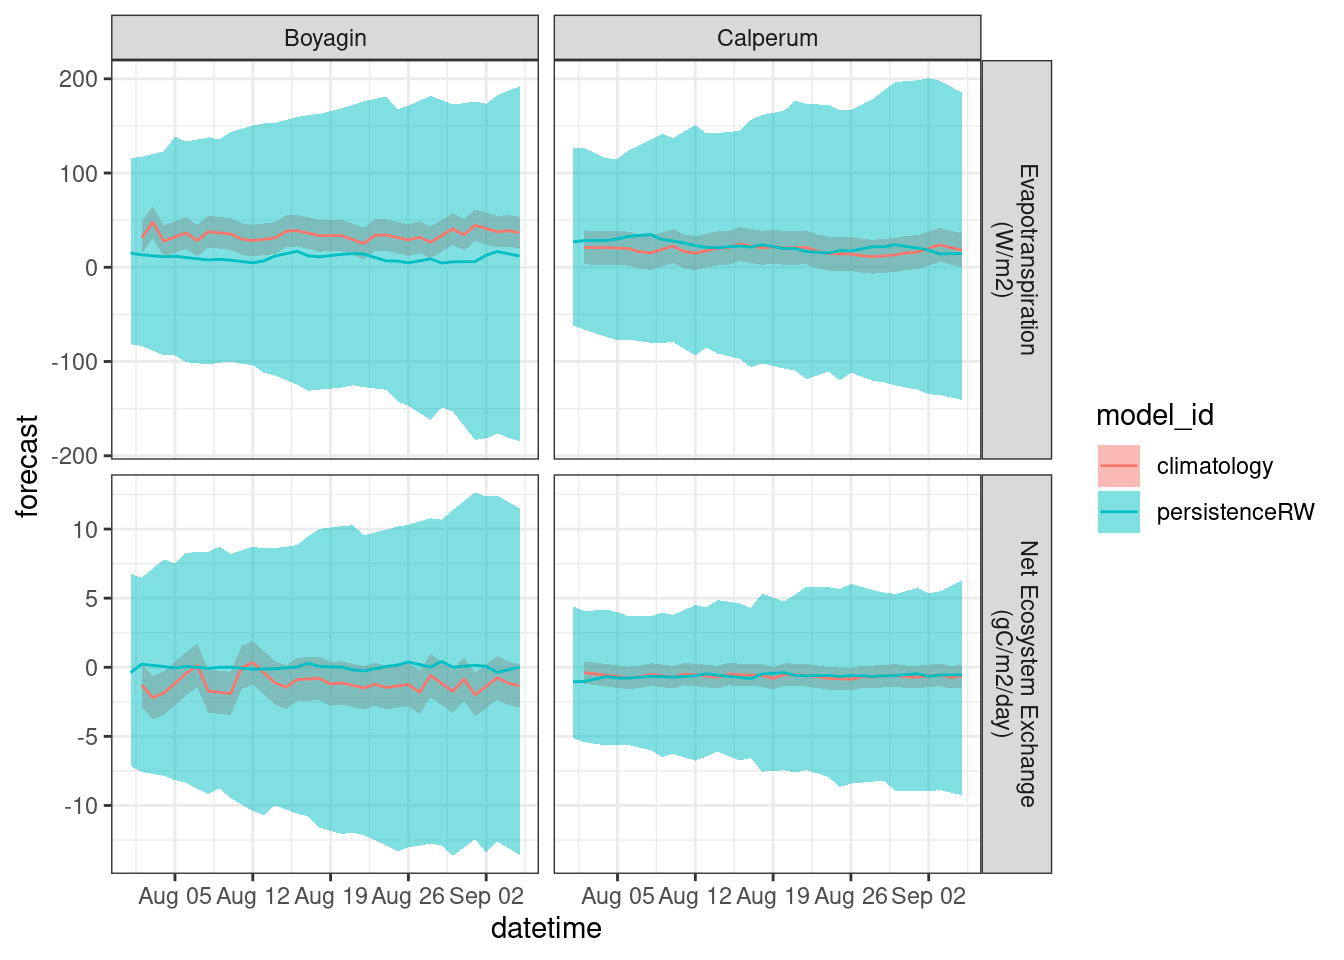 Boyagin
Calperum
200
100
0
-100
-200
Evapotranspiration
(W/m2)
10
5
0
-5
-10
Net Ecosystem Exchange
(gC/m2/day)
Aug 05 Aug 12 Aug 19 Aug 26 Sep 02
Aug 05 Aug 12 Aug 19 Aug 26 Sep 02
datetime
forecast
model_id
climatology
persistenceRW